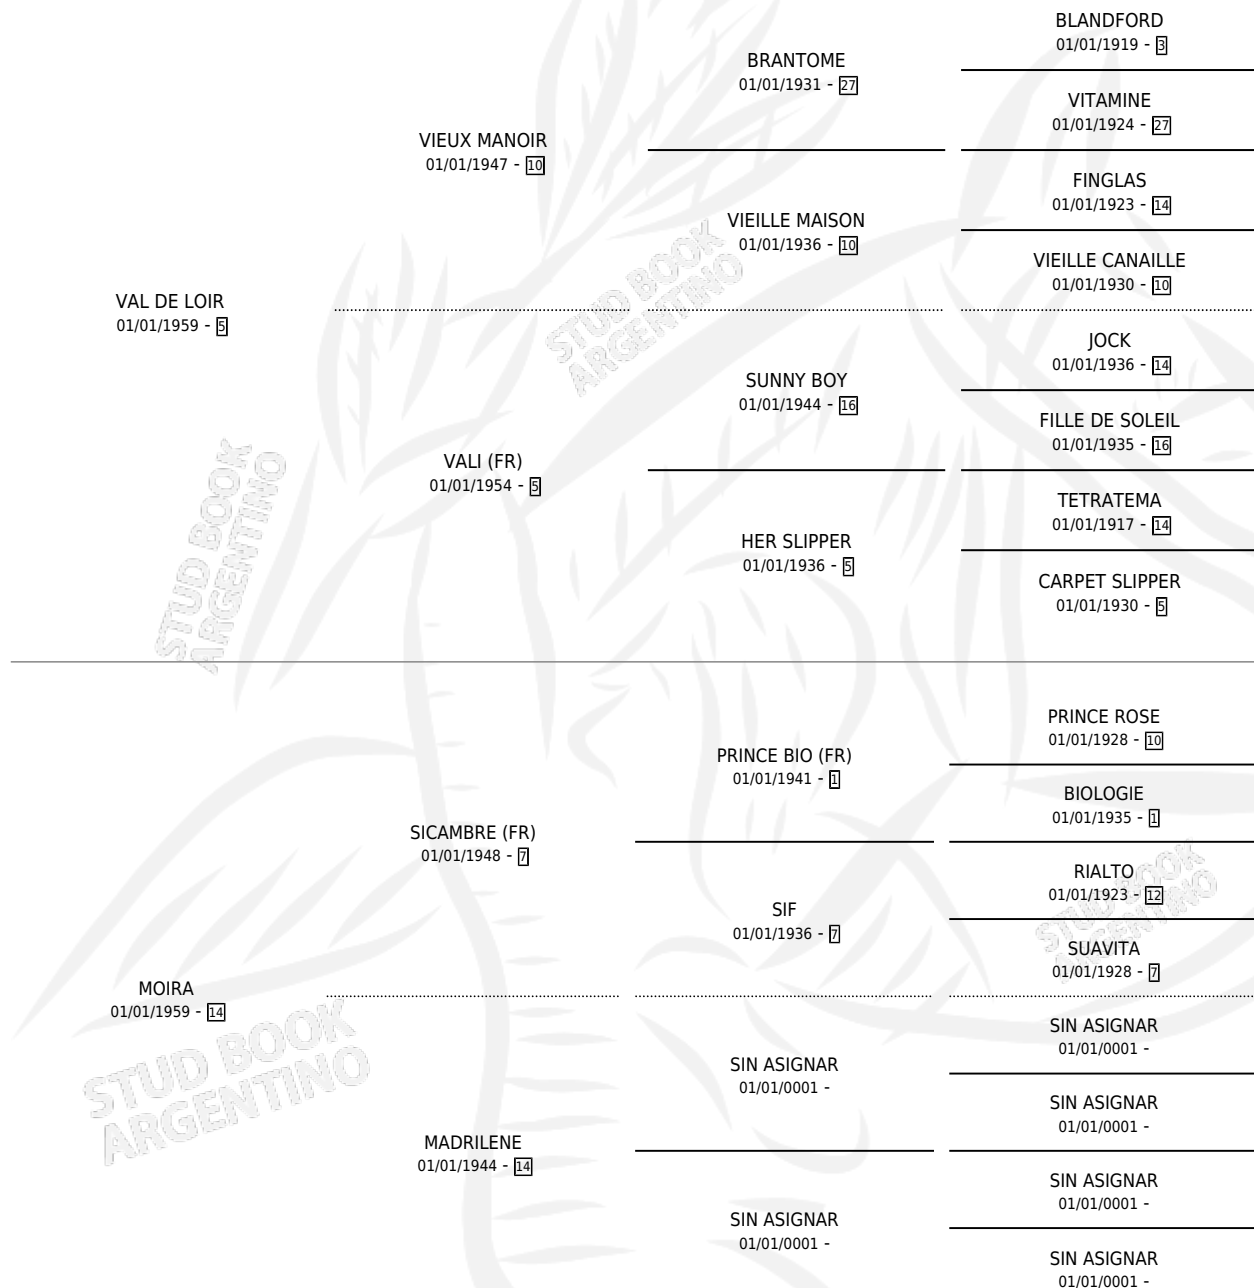 BLANDFORD
01/01/1919 - 3
BRANTOME
01/01/1931 - 27
VITAMINE
01/01/1924 - 27
VIEUX MANOIR
01/01/1947 - 10
FINGLAS
01/01/1923 - 14
VIEILLE MAISON
01/01/1936 - 10
VIEILLE CANAILLE
01/01/1930 - 10
VAL DE LOIR
01/01/1959 - 5
JOCK
01/01/1936 - 14
SUNNY BOY
01/01/1944 - 16
FILLE DE SOLEIL
01/01/1935 - 16
VALI (FR)
01/01/1954 - 5
TETRATEMA
01/01/1917 - 14
HER SLIPPER
01/01/1936 - 5
CARPET SLIPPER
01/01/1930 - 5
STUD BOOK
ARGENTINO
STUD BOOK
ARGENTINO
PRINCE ROSE
01/01/1928 - 10
PRINCE BIO (FR)
01/01/1941 - 1
BIOLOGIE
01/01/1935 - 1
SICAMBRE (FR)
01/01/1948 - 7
RIALTO
01/01/1923 - 12
SIF
01/01/1936 - 7
SUAVITA
01/01/1928 - 7
MOIRA
01/01/1959 - 14
SIN ASIGNAR
01/01/0001 -
SIN ASIGNAR
01/01/0001 -
SIN ASIGNAR
01/01/0001 -
MADRILENE
01/01/1944 - 14
SIN ASIGNAR
01/01/0001 -
SIN ASIGNAR
01/01/0001 -
SIN ASIGNAR
01/01/0001 -
STUD BOOK
ARGENTINO
STUD BOOK
ARGENTINO